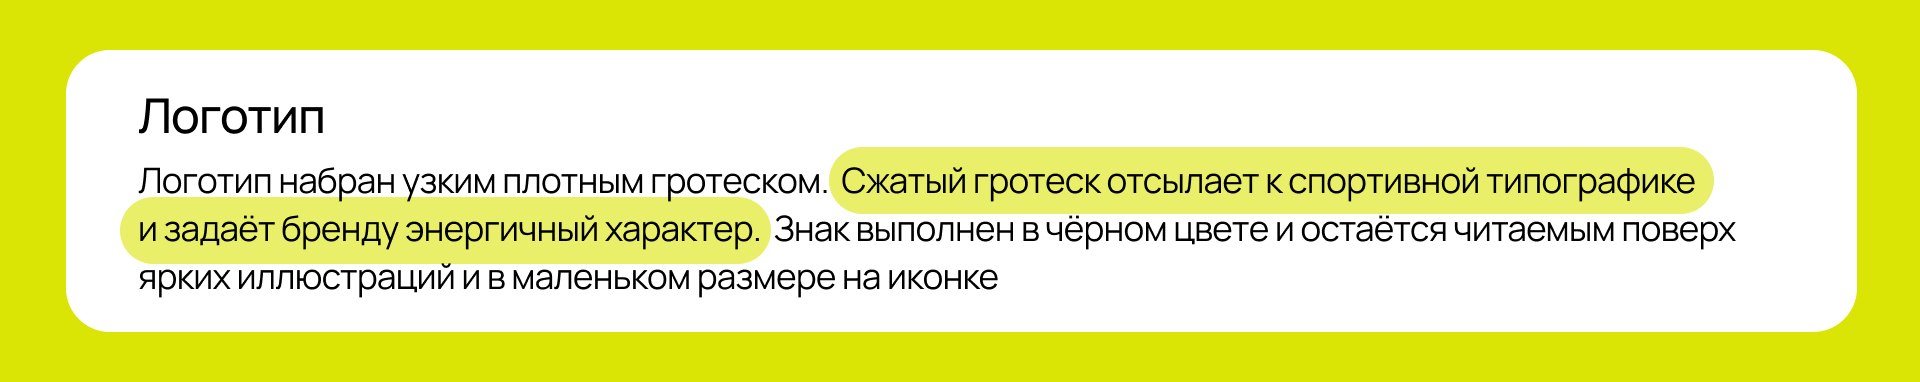 Логотип
Логотип набран узким плотным гротеском. Сжатый гротеск отсылает к спортивной типографике
и задаёт бренду энергичный характер. Знак выполнен в чёрном цвете и остаётся читаемым поверх
ярких иллюстраций и в маленьком размере на иконке